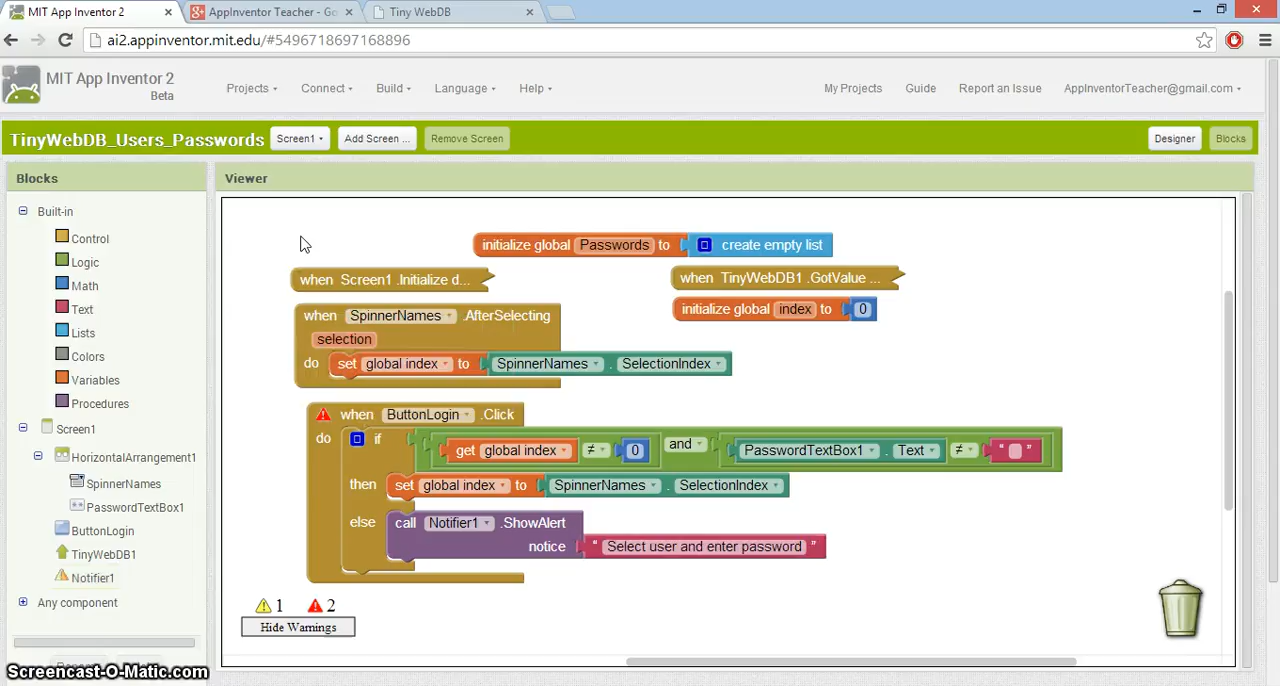 MIT App Inventor 2
AppInventor Teacher - Go
Tiny WebDB
ai2.appinventor.mit.edu/#5496718697168896
MIT App Inventor 2
Beta
Projects
Connect
Build
Language
Help
My Projects
Guide
Report an Issue
AppInventorTeacher@gmail.com
TinyWebDB_Users_Passwords
Screen1
Add Screen ...
Remove Screen
Designer
Blocks
Blocks
Viewer
Built-in
Control
Logic
Math
Text
Lists
Colors
Variables
Procedures
Screen1
HorizontalArrangement1
SpinnerNames
PasswordTextBox1
ButtonLogin
TinyWebDB1
Notifier1
Any component
initialize global Passwords to create empty list
when Screen1 .Initialize d...
when TinyWebDB1 .GotValue ...
initialize global index to 0
when SpinnerNames .AfterSelecting
selection
do set global index to SpinnerNames . SelectionIndex
when ButtonLogin .Click
do if get global index ≠ 0 and PasswordTextBox1 . Text ≠ " "
then set global index to SpinnerNames . SelectionIndex
else call Notifier1 .ShowAlert
notice " Select user and enter password "
1 2
Hide Warnings
Screencast-O-Matic.com